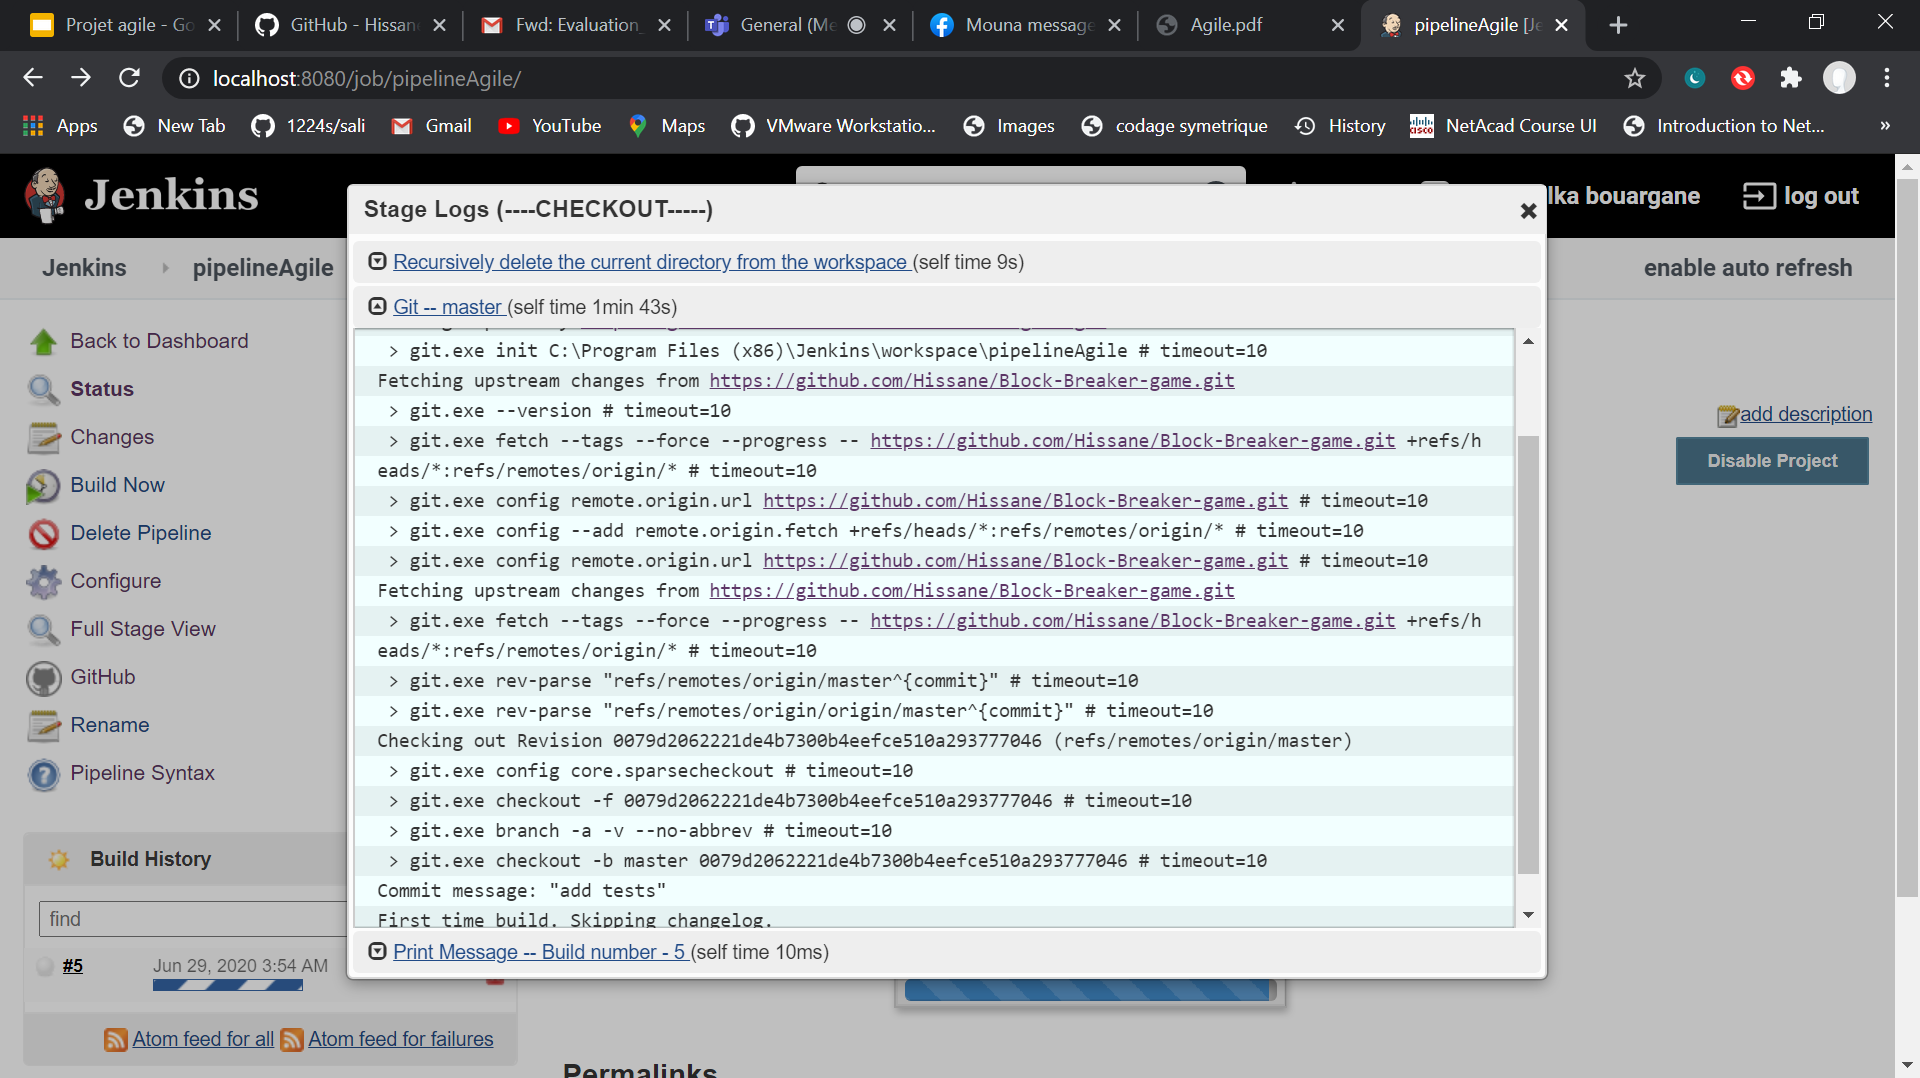 Projet agile - Go
GitHub - Hissan
Fwd: Evaluation_
General (Me
Mouna message
Agile.pdf
pipelineAgile [Je
localhost:8080/job/pipelineAgile/
Apps
New Tab
1224s/sali
Gmail
YouTube
Maps
VMware Workstatio...
Images
codage symetrique
History
NetAcad Course UI
Introduction to Net...
»
Jenkins
lka bouargane
log out
Jenkins
pipelineAgile
enable auto refresh
Back to Dashboard
Status
Changes
Build Now
Delete Pipeline
Configure
Full Stage View
GitHub
Rename
Pipeline Syntax
add description
Disable Project
Stage Logs (----CHECKOUT-----)
Recursively delete the current directory from the workspace (self time 9s)
Git -- master (self time 1min 43s)
> git.exe init C:\Program Files (x86)\Jenkins\workspace\pipelineAgile # timeout=10
Fetching upstream changes from https://github.com/Hissane/Block-Breaker-game.git
> git.exe --version # timeout=10
> git.exe fetch --tags --force --progress -- https://github.com/Hissane/Block-Breaker-game.git +refs/h
eads/*:refs/remotes/origin/* # timeout=10
> git.exe config remote.origin.url https://github.com/Hissane/Block-Breaker-game.git # timeout=10
> git.exe config --add remote.origin.fetch +refs/heads/*:refs/remotes/origin/* # timeout=10
> git.exe config remote.origin.url https://github.com/Hissane/Block-Breaker-game.git # timeout=10
Fetching upstream changes from https://github.com/Hissane/Block-Breaker-game.git
> git.exe fetch --tags --force --progress -- https://github.com/Hissane/Block-Breaker-game.git +refs/h
eads/*:refs/remotes/origin/* # timeout=10
> git.exe rev-parse "refs/remotes/origin/master^{commit}" # timeout=10
> git.exe rev-parse "refs/remotes/origin/origin/master^{commit}" # timeout=10
Checking out Revision 0079d2062221de4b7300b4eefce510a293777046 (refs/remotes/origin/master)
> git.exe config core.sparsecheckout # timeout=10
> git.exe checkout -f 0079d2062221de4b7300b4eefce510a293777046 # timeout=10
> git.exe branch -a -v --no-abbrev # timeout=10
> git.exe checkout -b master 0079d2062221de4b7300b4eefce510a293777046 # timeout=10
Commit message: "add tests"
First time build. Skipping changelog.
Print Message -- Build number - 5 (self time 10ms)
Build History
find
#5
Jun 29, 2020 3:54 AM
Atom feed for all
Atom feed for failures
Permalinks